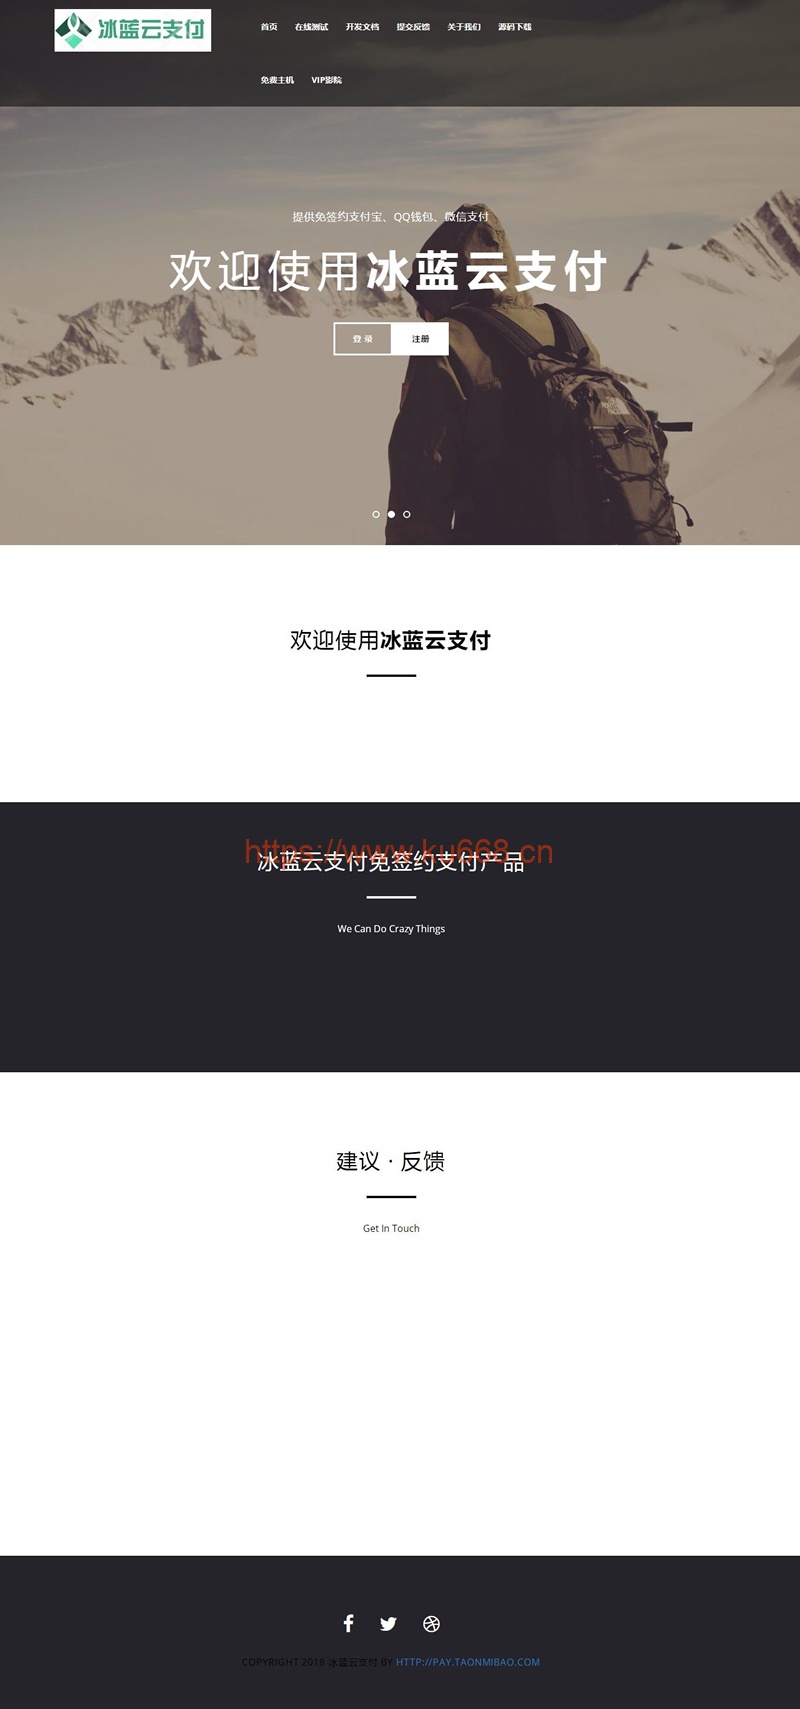 冰蓝云支付
首页 在线测试 开发文档 提交反馈 关于我们 源码下载
免费主机 VIP影院
提供免签约支付宝、QQ钱包、微信支付
欢迎使用冰蓝云支付
登 录 注册
欢迎使用冰蓝云支付
https://www.ku668.cn
冰蓝云支付免签约支付产品
We Can Do Crazy Things
建议 · 反馈
Get In Touch
COPYRIGHT 2018 冰蓝云支付 BY HTTP://PAY.TAONMIBAO.COM